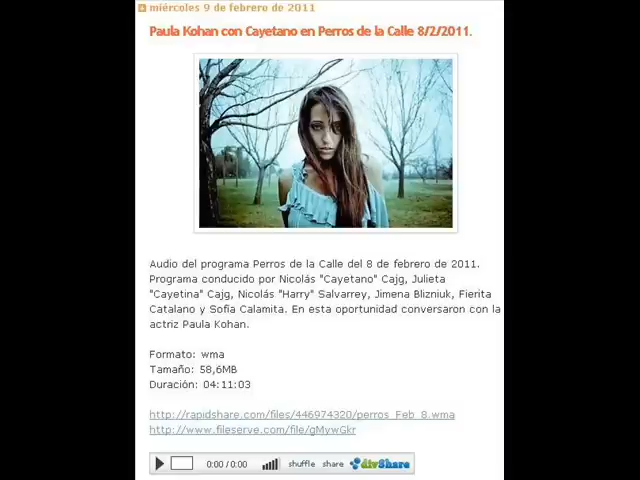 miércoles 9 de febrero de 2011
Paula Kohan con Cayetano en Perros de la Calle 8/2/2011.
Audio del programa Perros de la Calle del 8 de febrero de 2011.
Programa conducido por Nicolás "Cayetano" Cajg, Julieta
"Cayetina" Cajg, Nicolás "Harry" Salvarrey, Jimena Blizniuk, Fierita
Catalano y Sofía Calamita. En esta oportunidad conversaron con la
actriz Paula Kohan.
Formato: wma
Tamaño: 58,6MB
Duración: 04:11:03
http://rapidshare.com/files/446974320/perros_Feb_8.wma
http://www.fileserve.com/file/gMywGkr
0:00 / 0:00 shuffle share divShare